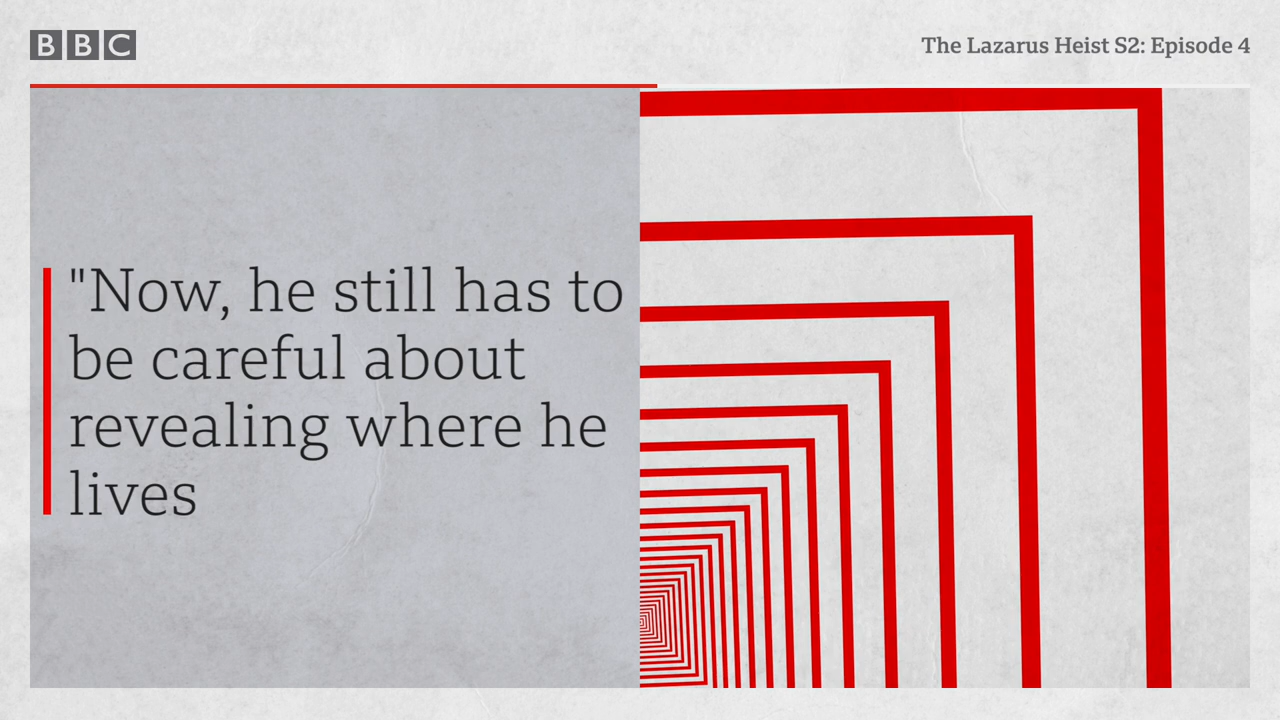 BBC
The Lazarus Heist S2: Episode 4
"Now, he still has to
be careful about
revealing where he
lives